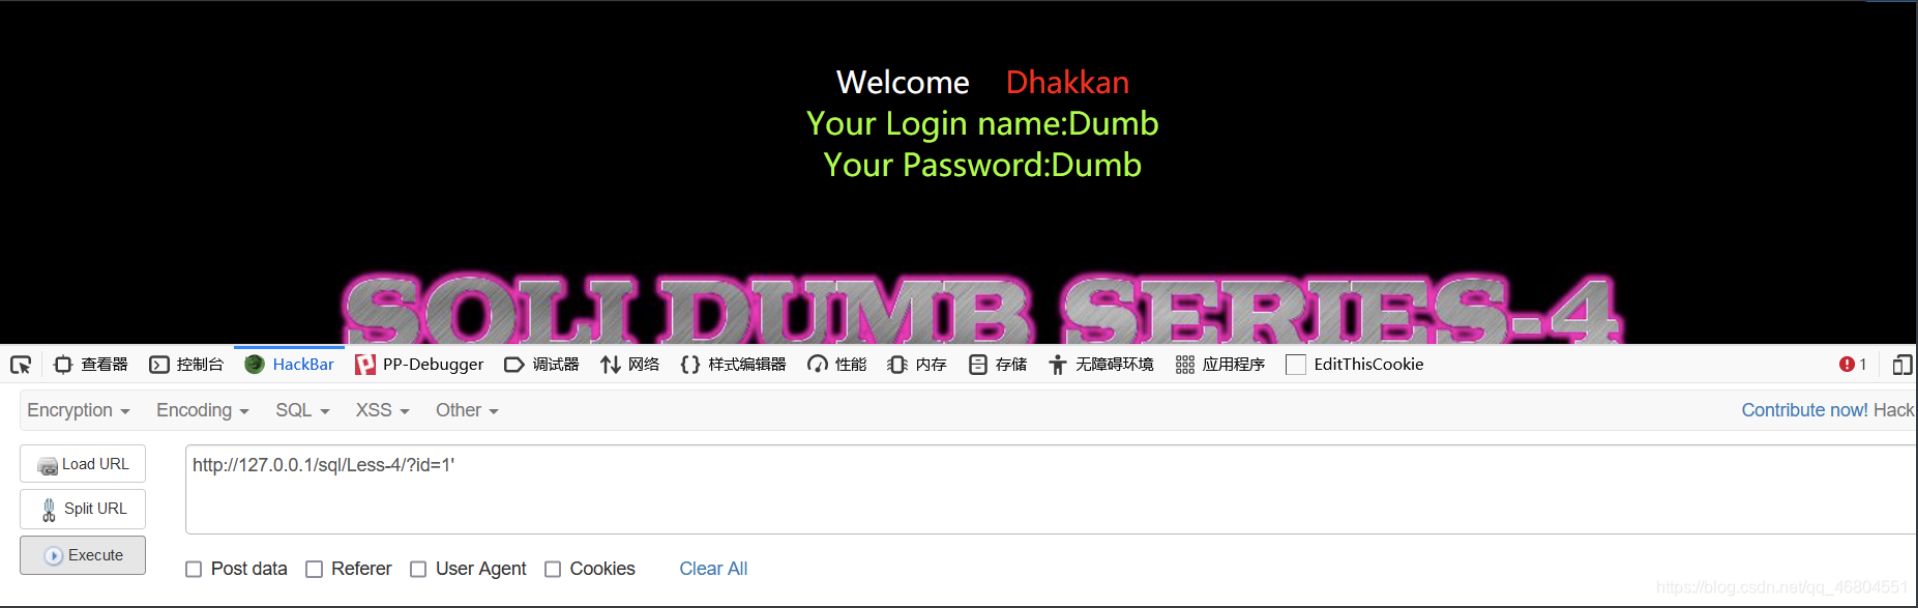 Welcome Dhakkan
Your Login name:Dumb
Your Password:Dumb
SQLI DUMB SERIES-4
查看器 控制台 HackBar PP-Debugger 调试器 网络 样式编辑器 性能 内存 存储 无障碍环境 应用程序 EditThisCookie 1
Encryption Encoding SQL XSS Other Contribute now! Hack
Load URL http://127.0.0.1/sql/Less-4/?id=1'
Split URL
Execute
Post data Referer User Agent Cookies Clear All
https://blog.csdn.net/qq_46804551